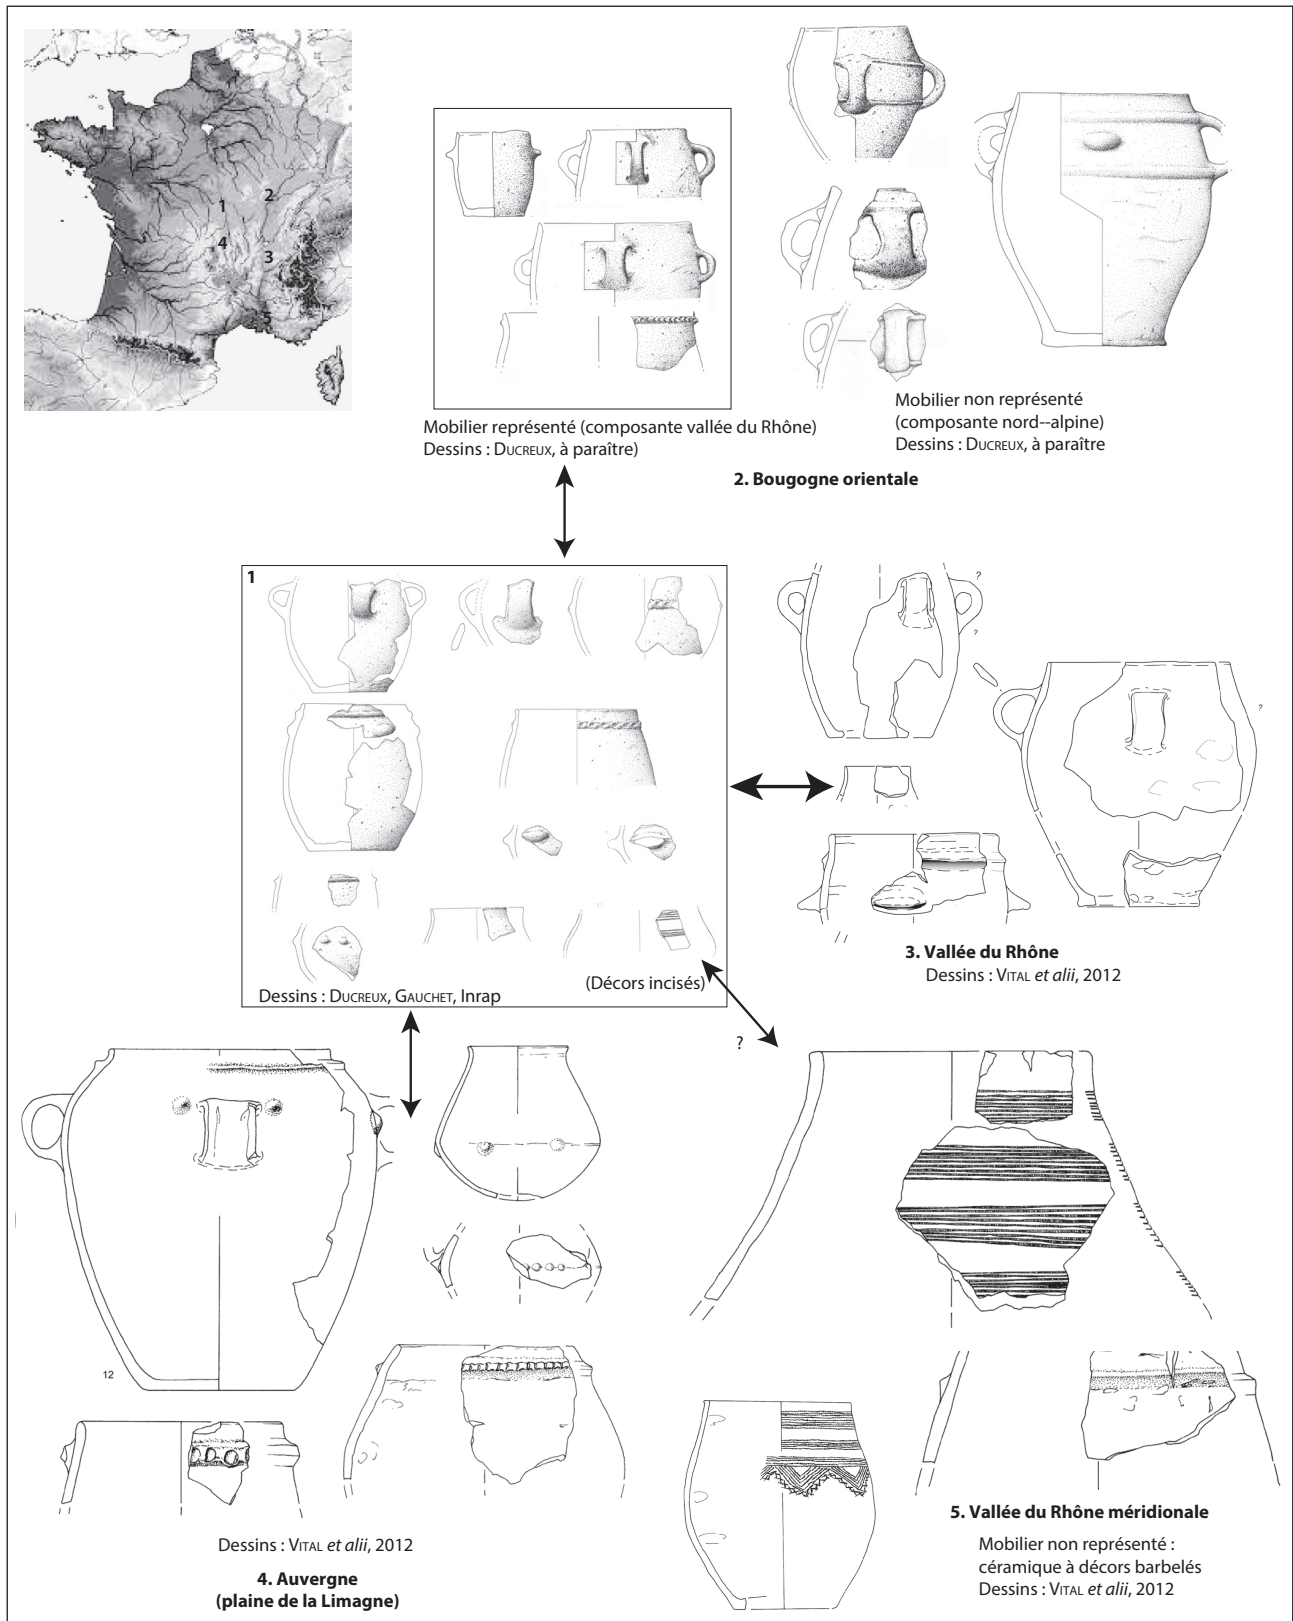 1
2
4
3
5
Mobilier représenté (composante vallée du Rhône)
Dessins : DUCREUX, à paraître)
Mobilier non représenté
(composante nord--alpine)
Dessins : DUCREUX, à paraître
2. Bougogne orientale
1
?
?
?
(Décors incisés)
Dessins : DUCREUX, GAUCHET, Inrap
3. Vallée du Rhône
Dessins : VITAL et alii, 2012
?
12
Dessins : VITAL et alii, 2012
4. Auvergne
(plaine de la Limagne)
5. Vallée du Rhône méridionale
Mobilier non représenté :
céramique à décors barbelés
Dessins : VITAL et alii, 2012